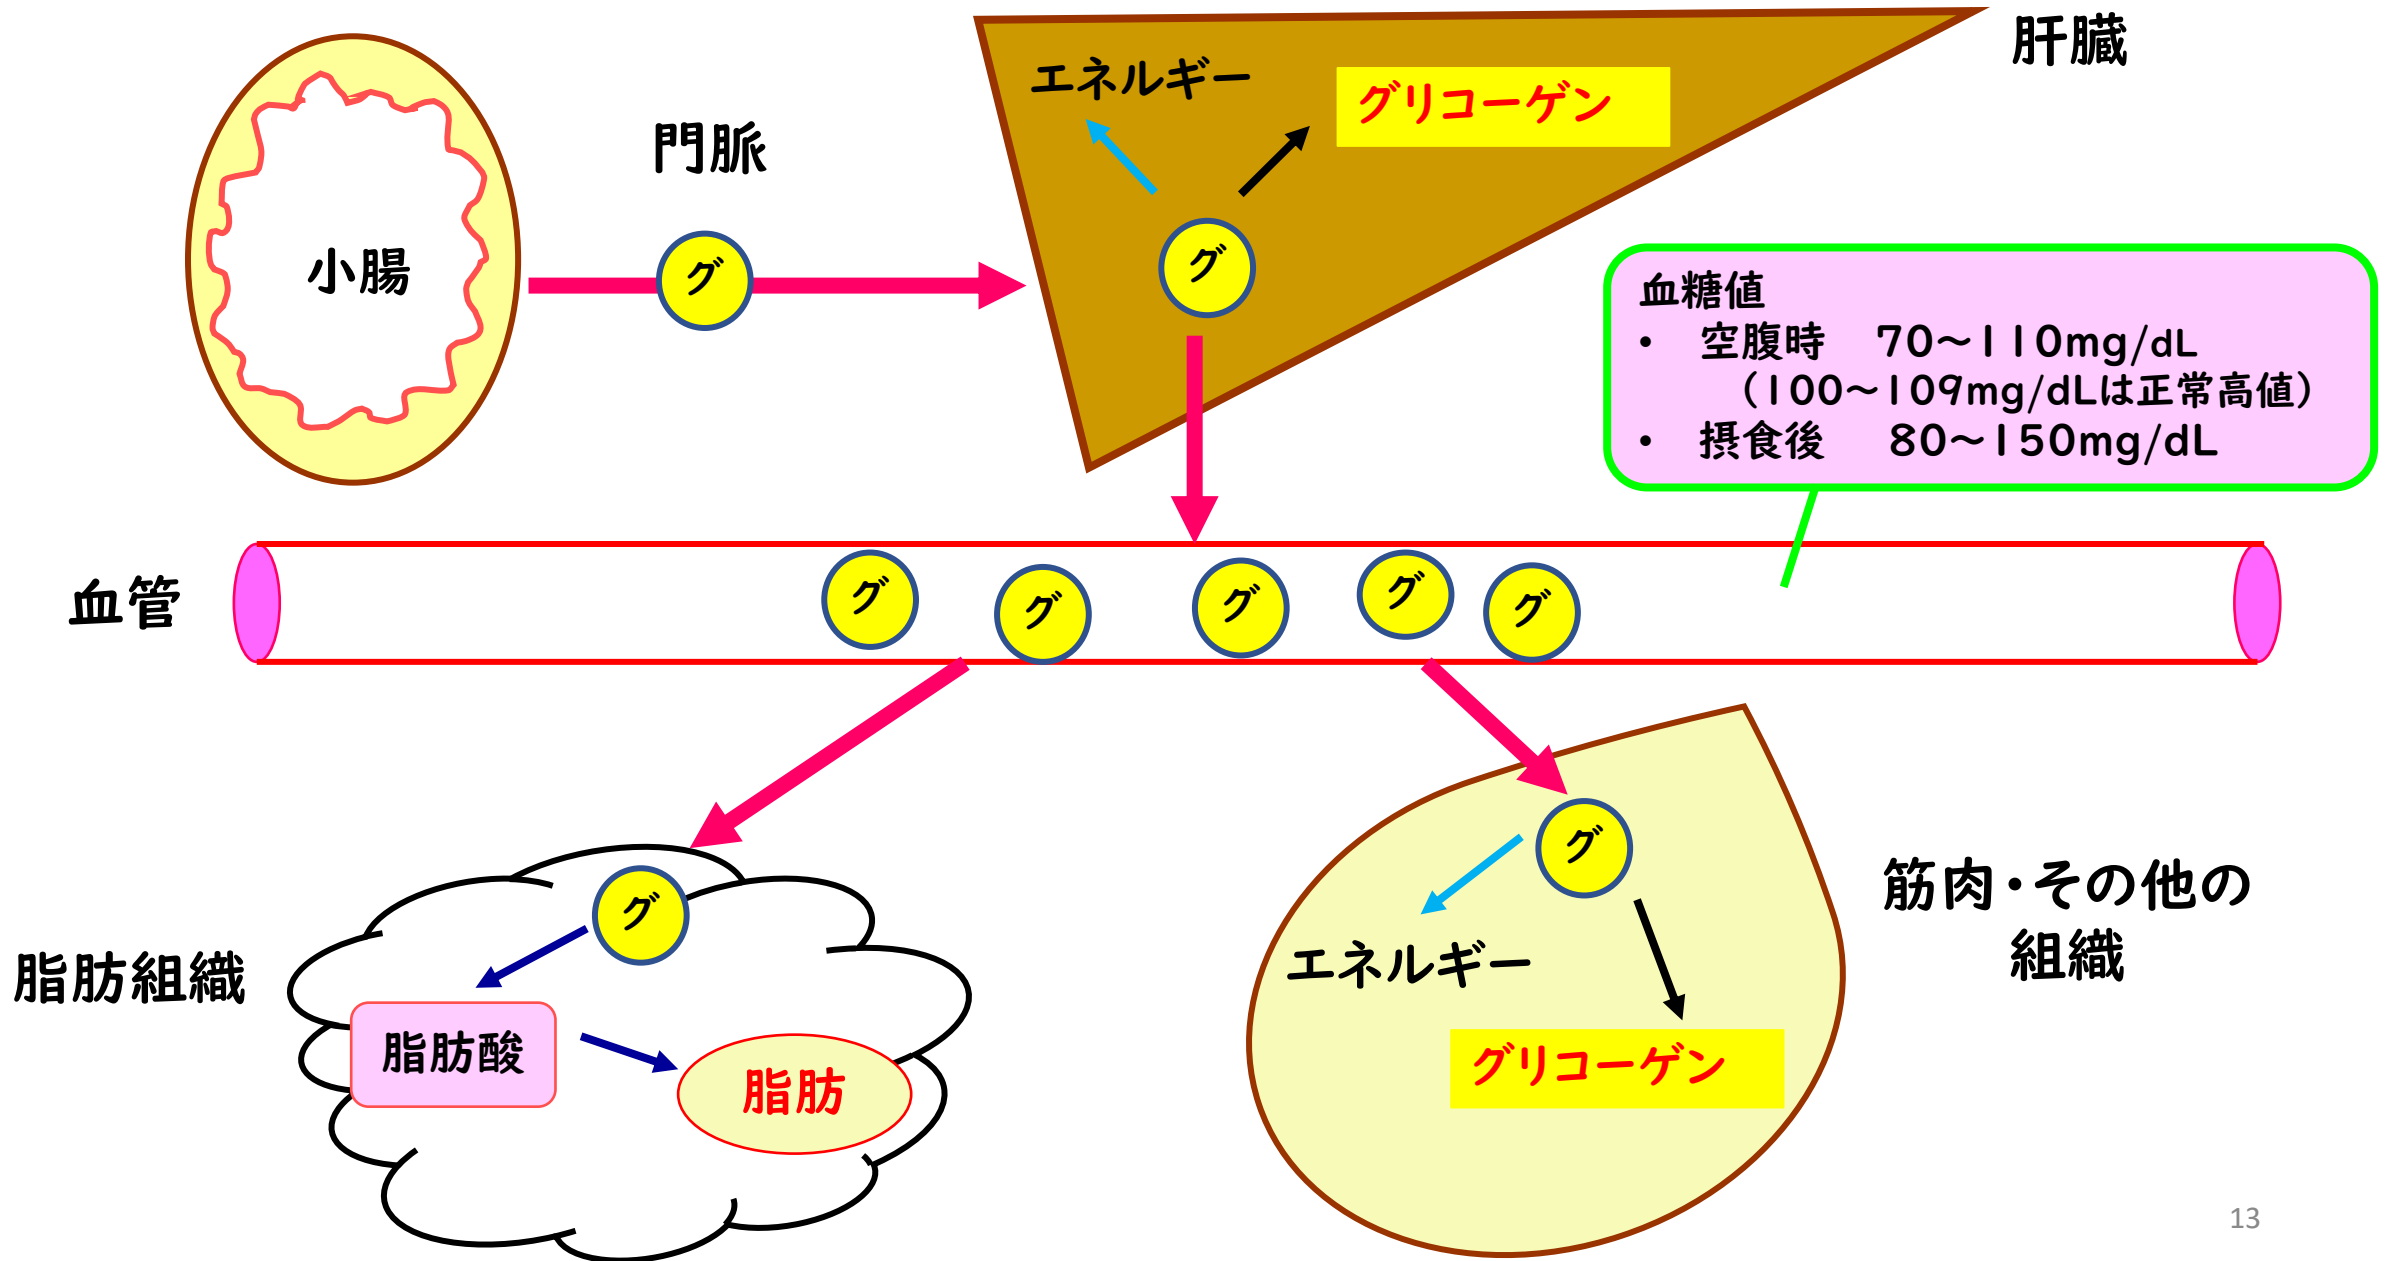 肝臓
エネルギー
グリコーゲン
門脈
小腸
グ
グ
血糖値
• 空腹時 70～110mg/dL
（100～109mg/dLは正常高値）
• 摂食後 80～150mg/dL
血管
グ
グ
グ
グ
グ
グ
グ
筋肉・その他の
組織
エネルギー
脂肪組織
脂肪酸
脂肪
グリコーゲン
13